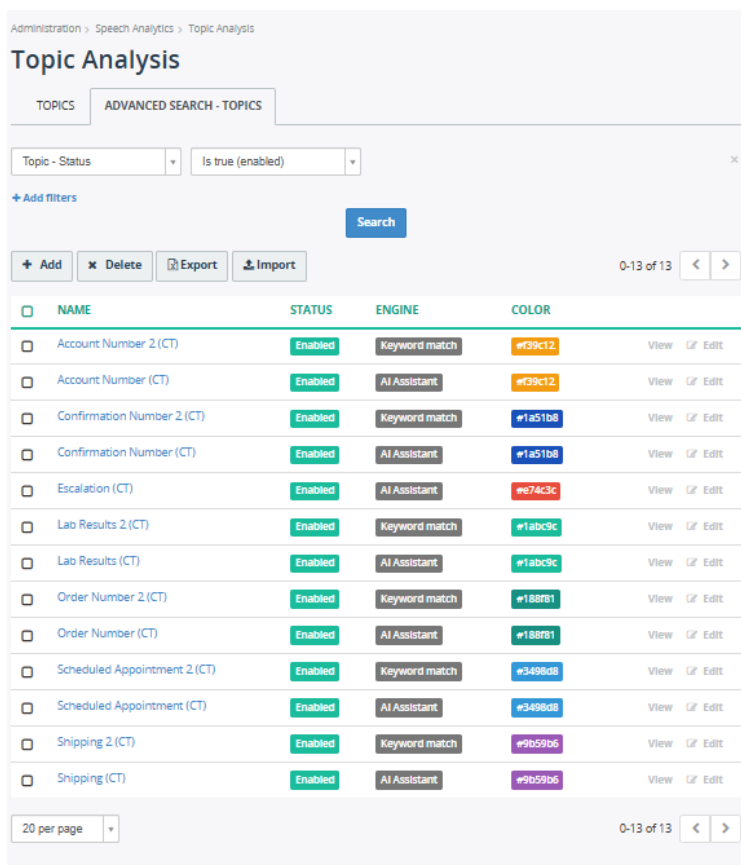 Administration > Speech Analytics > Topic Analysis
Topic Analysis
TOPICS ADVANCED SEARCH - TOPICS
Topic - Status Is true (enabled) ×
+ Add filters
Search
+ Add × Delete Export Import 0-13 of 13 < >
NAME STATUS ENGINE COLOR
Account Number 2 (CT) Enabled Keyword match #f39c12 View Edit
Account Number (CT) Enabled AI Assistant #f39c12 View Edit
Confirmation Number 2 (CT) Enabled Keyword match #1a51b8 View Edit
Confirmation Number (CT) Enabled AI Assistant #1a51b8 View Edit
Escalation (CT) Enabled AI Assistant #e74c3c View Edit
Lab Results 2 (CT) Enabled Keyword match #1abc9c View Edit
Lab Results (CT) Enabled AI Assistant #1abc9c View Edit
Order Number 2 (CT) Enabled Keyword match #188f81 View Edit
Order Number (CT) Enabled AI Assistant #188f81 View Edit
Scheduled Appointment 2 (CT) Enabled Keyword match #3498d8 View Edit
Scheduled Appointment (CT) Enabled AI Assistant #3498d8 View Edit
Shipping 2 (CT) Enabled Keyword match #9b59b6 View Edit
Shipping (CT) Enabled AI Assistant #9b59b6 View Edit
20 per page 0-13 of 13 < >